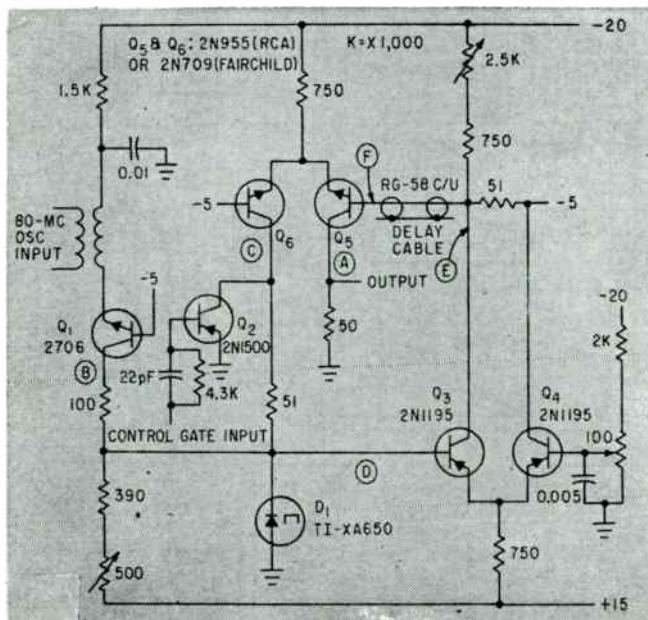 -20
Q5 & Q6: 2N955 (RCA)
OR 2N709 (FAIRCHILD)
K=X1,000
2.5K
1.5K
750
750
0.01
F
RG-58 C/U
51
-5
-5
80-MC
OSC
INPUT
C
Q6
A
Q5
DELAY
CABLE
E
OUTPUT
-5
-20
Q1
2706
Q2
2N1500
50
2K
B
22pF
4.3K
51
Q3
2N1195
Q4
2N1195
100
100
CONTROL GATE INPUT
D
0.005
390
D1
TI-XA650
750
500
+15